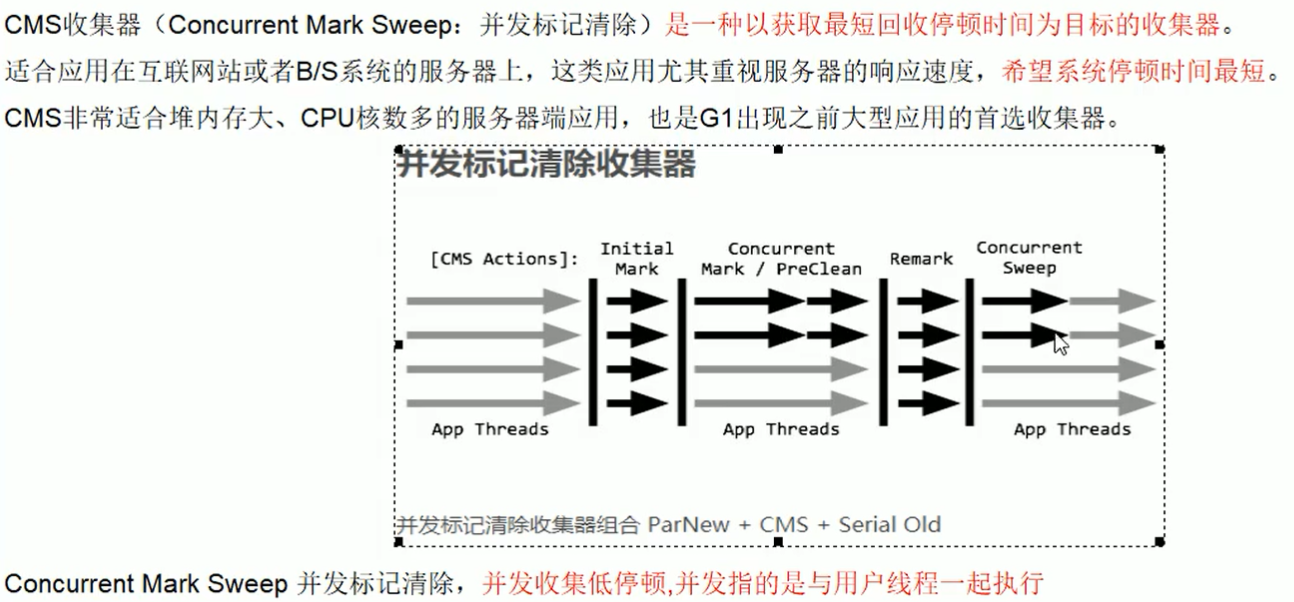 CMS收集器（Concurrent Mark Sweep：并发标记清除）是一种以获取最短回收停顿时间为目标的收集器。
适合应用在互联网站或者B/S系统的服务器上，这类应用尤其重视服务器的响应速度，希望系统停顿时间最短。
CMS非常适合堆内存大、CPU核数多的服务器端应用，也是G1出现之前大型应用的首选收集器。
并发标记清除收集器
[CMS Actions]: Initial Mark Concurrent Mark / PreClean Remark Concurrent Sweep
App Threads App Threads App Threads
并发标记清除收集器组合 ParNew + CMS + Serial Old
Concurrent Mark Sweep 并发标记清除，并发收集低停顿,并发指的是与用户线程一起执行